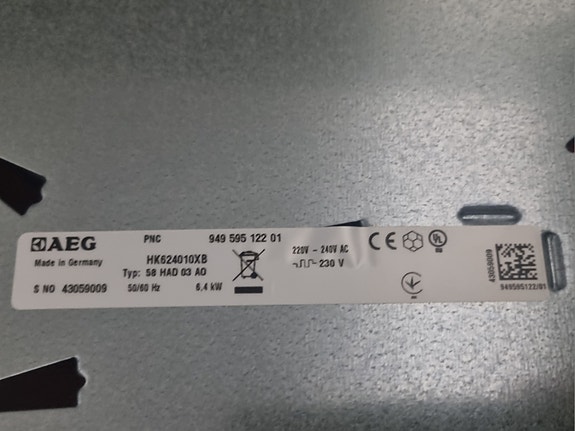 AEG
PNC 949 595 122 01
Made in Germany
HK624010XB
Typ: 58 HAD 03 AO
220V - 240V AC
230 V
S NO 43059009
50/60 Hz 6,4 kW
43059009
949595122/01